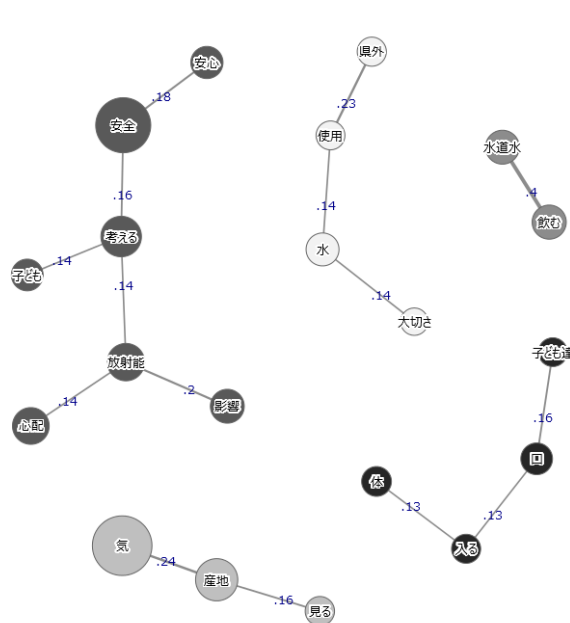 安心
.18
安全
.16
考える
.14
子ども
.14
放射能
.14
心配
.2
影響
県外
.23
使用
.14
水
.14
大切さ
水道水
.4
飲む
子ども達
.16
回
.13
体
.13
入る
気
.24
産地
.16
見る